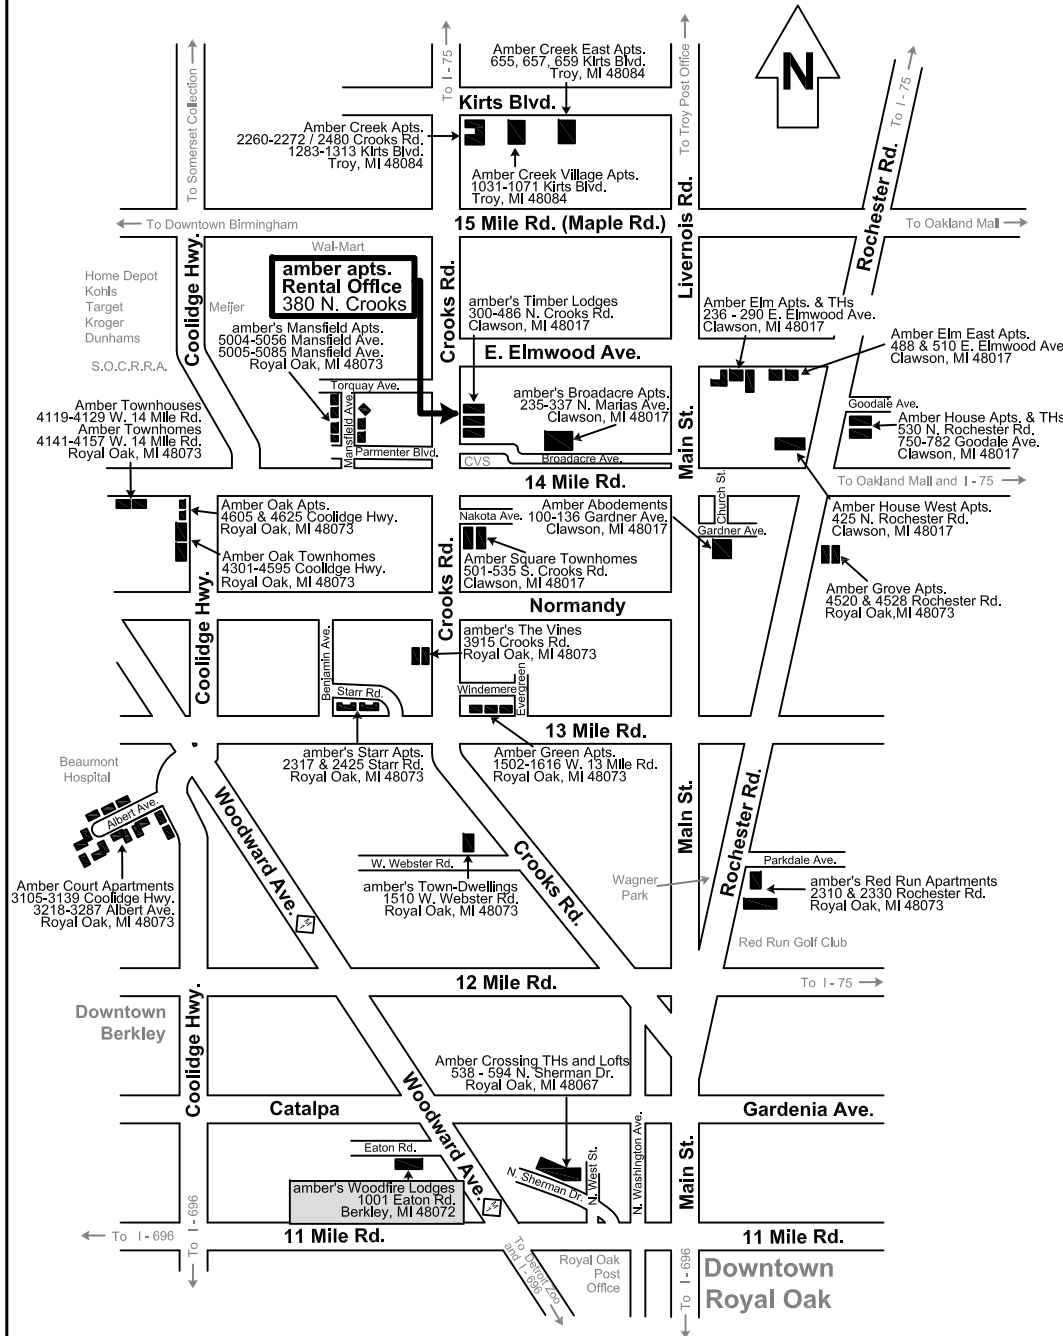 To I - 75
To Troy Post Office
To I - 75
To Somerset Collection
N
Amber Creek East Apts.
655, 657, 659 KIrts Blvd.
Troy, MI 48084
Kirts Blvd.
Amber Creek Apts.
2260-2272 / 2480 Crooks Rd.
1283-1313 KIrts Blvd.
Troy, MI 48084
Amber Creek Village Apts.
1031-1071 Kirts Blvd.
Troy, MI 48084
To Downtown Birmingham
15 Mile Rd. (Maple Rd.)
To Oakland Mall
Coolidge Hwy.
Crooks Rd.
Livernois Rd.
Rochester Rd.
Wal-Mart
Home Depot
Kohls
Target
Kroger
Dunhams
S.O.C.R.R.A.
Meijer
amber apts.
Rental OffIce
380 N. Crooks
amber's Mansfield Apts.
5004-5056 Mansfield Ave.
5005-5085 Mansfield Ave.
Royal Oak, MI 48073
amber's Timber Lodges
300-486 N. Crooks Rd.
Clawson, MI 48017
Amber Elm Apts. & THs
236 - 290 E. Elmwood Ave.
Clawson, MI 48017
Amber Elm East Apts.
488 & 510 E. Elmwood Ave
Clawson, MI 48017
E. Elmwood Ave.
Torquay Ave.
Mansfield Ave.
Parmenter Blvd.
amber's Broadacre Apts.
235-337 N. Marias Ave.
Clawson, MI 48017
Main St.
Goodale Ave.
Amber House Apts. & THs
530 N. Rochester Rd.
750-782 Goodale Ave.
Clawson, MI 48017
Amber Townhouses
4119-4129 W. 14 MIle Rd.
Amber Townhomes
4141-4157 W. 14 MIle Rd.
Royal Oak, MI 48073
CVS
Broadacre Ave.
14 Mile Rd.
To Oakland Mall and I - 75
Church St.
Gardner Ave.
Amber Oak Apts.
4605 & 4625 Coolidge Hwy.
Royal Oak, MI 48073
Amber Oak Townhomes
4301-4595 Coolidge Hwy.
Royal Oak, MI 48073
Nakota Ave.
Amber Abodements
100-136 Gardner Ave.
Clawson, MI 48017
Amber Square Townhomes
501-535 S. Crooks Rd.
Clawson, MI 48017
Amber House West Apts.
425 N. Rochester Rd.
Clawson, MI 48017
Amber Grove Apts.
4520 & 4528 Rochester Rd.
Royal Oak,MI 48073
Crooks Rd.
Normandy
Coolidge Hwy.
Benjamin Ave.
Starr Rd.
amber's The Vines
3915 Crooks Rd.
Royal Oak, MI 48073
Windemere
Evergreen
13 Mile Rd.
amber's Starr Apts.
2317 & 2425 Starr Rd.
Royal Oak, MI 48073
Amber Green Apts.
1502-1616 W. 13 Mile Rd.
Royal Oak, MI 48073
Beaumont
Hospital
Albert Ave.
Woodward Ave.
MaIn St.
Rochester Rd.
W. Webster Rd.
Crooks Rd.
Parkdale Ave.
Amber Court Apartments
3105-3139 Coolidge Hwy.
3218-3287 Albert Ave.
Royal Oak, MI 48073
amber's Town-Dwellings
1510 W. Webster Rd.
Royal Oak, MI 48073
Wagner
Park
amber's Red Run Apartments
2310 & 2330 Rochester Rd.
Royal Oak, MI 48073
M
1
Red Run Golf Club
12 Mile Rd.
To I - 75
Downtown
Berkley
Coolidge Hwy.
Amber Crossing THs and Lofts
538 - 594 N. Sherman Dr.
Royal Oak, MI 48067
Catalpa
Woodward Ave.
Gardenia Ave.
Eaton Rd.
N. Sherman Dr.
N. West St.
N. Washington Ave.
Main St.
amber's Woodfire Lodges
1001 Eaton Rd.
Berkley, MI 48072
M
1
To I - 696
To I - 696
11 Mile Rd.
11 Mile Rd.
To Detroit Zoo
and I - 696
Royal Oak
Post
Office
To I - 696
Downtown
Royal Oak